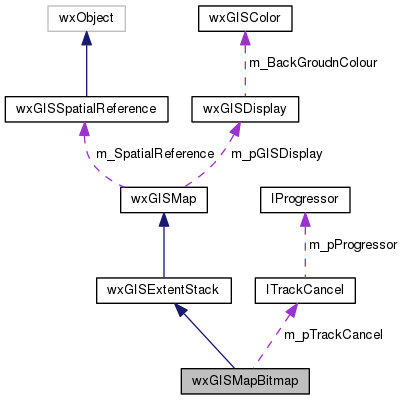 wxObject
wxGISColor
m_BackGroudnColour
wxGISSpatialReference
wxGISDisplay
m_SpatialReference
m_pGISDisplay
wxGISMap
IProgressor
m_pProgressor
wxGISExtentStack
ITrackCancel
m_pTrackCancel
wxGISMapBitmap